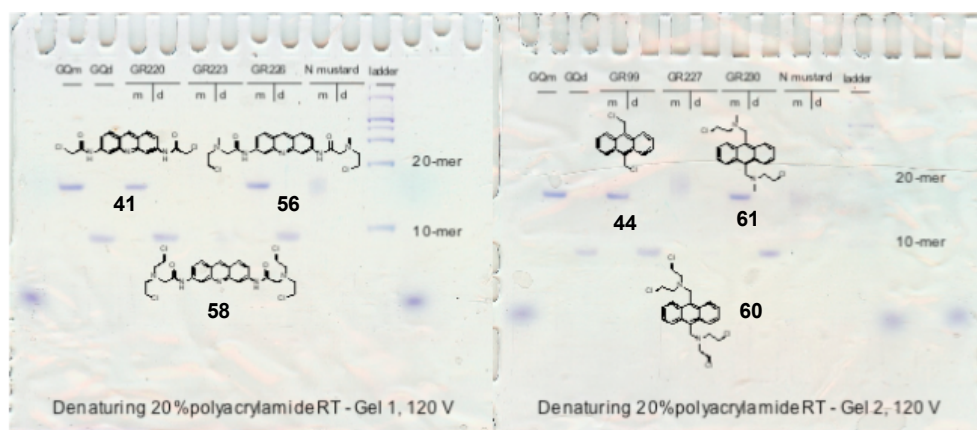 GQm GQd GR220 GR223 GR226 N mustard ladder
m d m d m d m d
20-mer
41
56
10-mer
58
Denaturing 20%polyacrylamide RT - Gel 1, 120 V
GQm GQd GR99 GR227 N mustard ladder
m d m d m d m d
20-mer
44
61
10-mer
60
Denaturing 20%polyacrylamide RT - Gel 2, 120 V